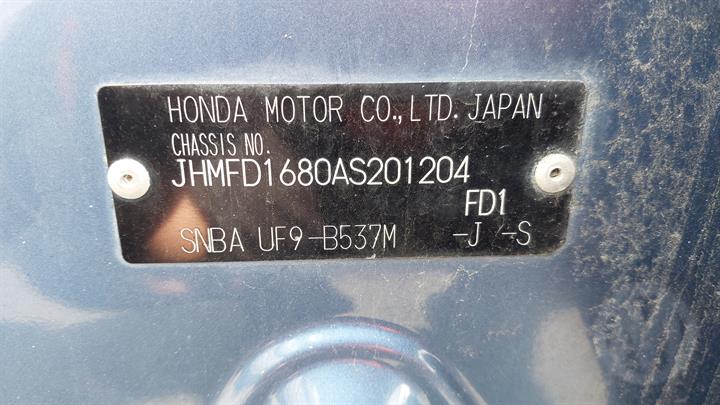 HONDA MOTOR CO.,LTD. JAPAN
CHASSIS NO.
JHMFD1680AS201204
FD1
SNBA UF9-B537M -J -S